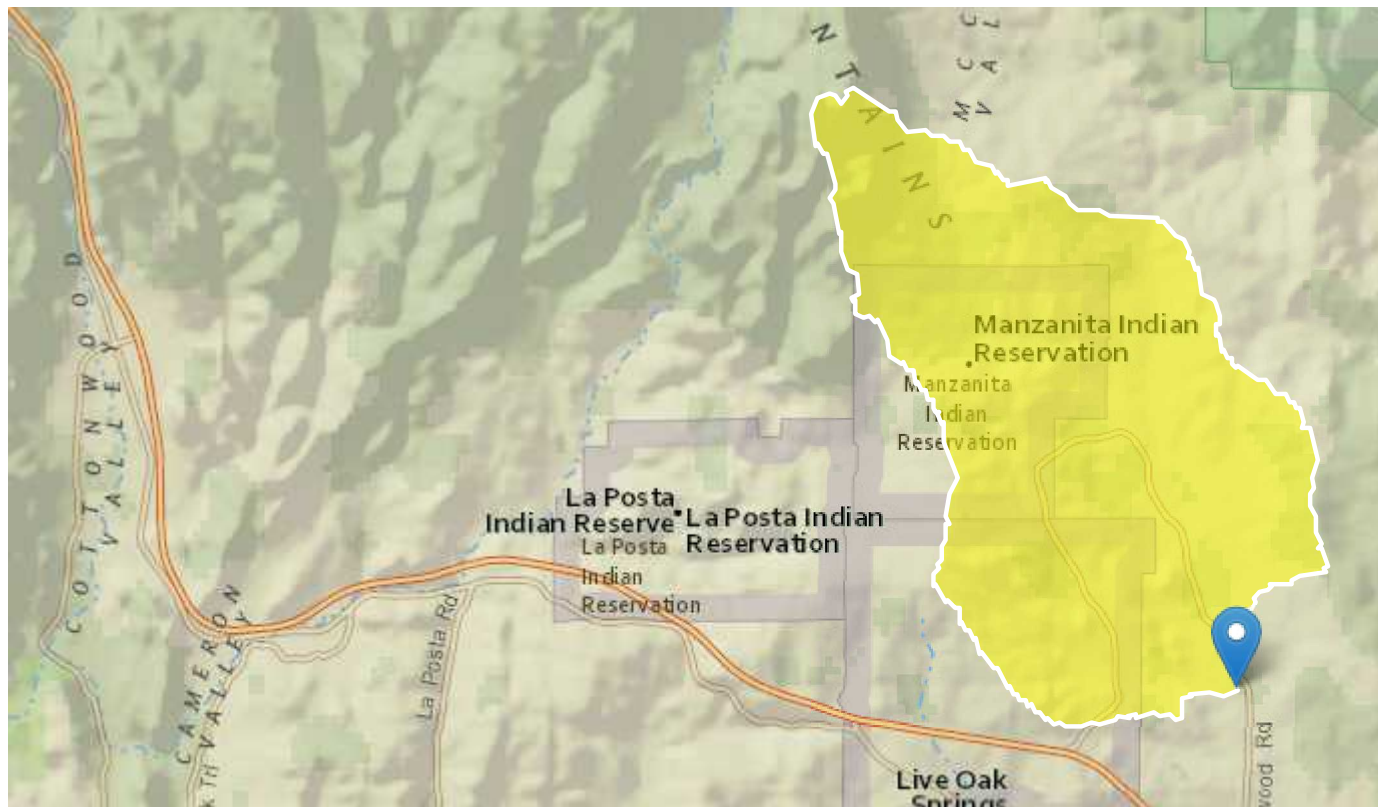 N
T
A
I
N
S
M C C
V A L
COTTONWOOD
VALLEY
Manzanita Indian
Reservation
Manzanita
Indian
Reservation
La Posta
Indian Reserve
La Posta Indian
Reservation
La Posta
Indian
Reservation
La Posta Rd
CAMERON
VALLEY
Live Oak
Springs
wood Rd